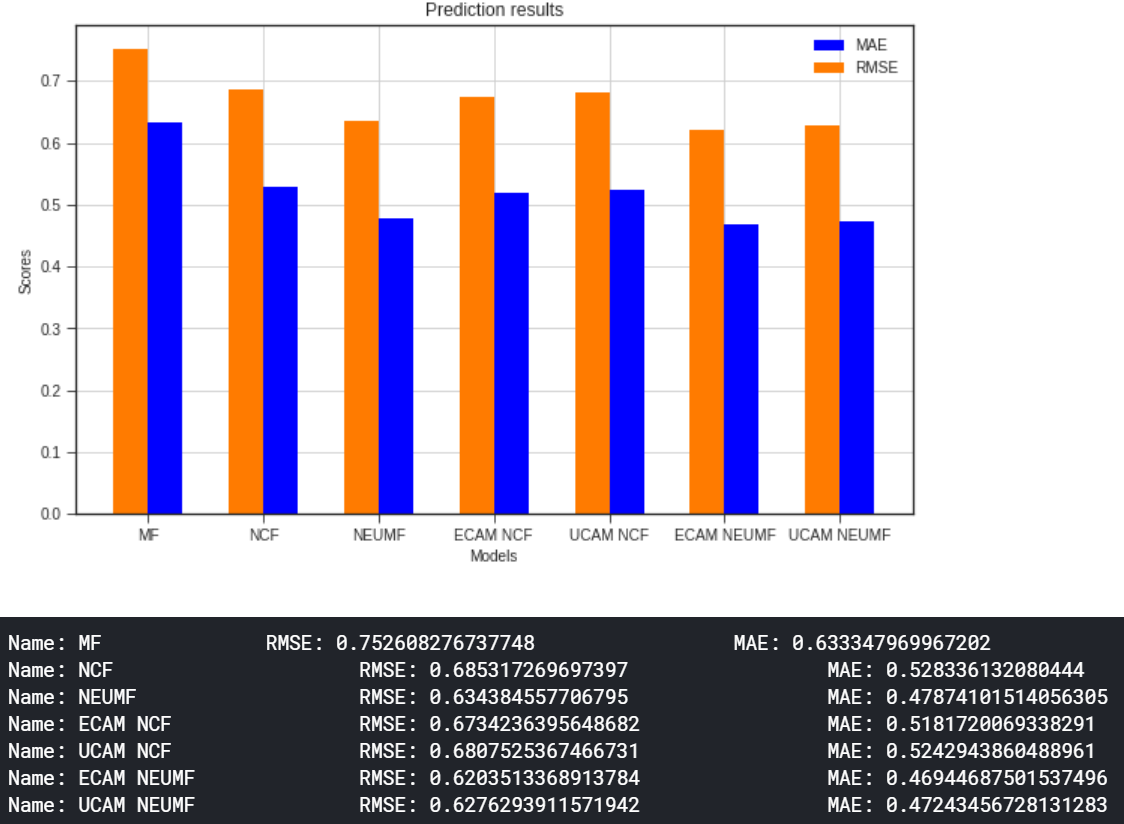 Prediction results
MAE
RMSE
0.7
0.6
0.5
0.4
0.3
0.2
0.1
0.0
Scores
MF NCF NEUMF ECAM NCF UCAM NCF ECAM NEUMF UCAM NEUMF
Models
Name: MF RMSE: 0.752608276737748 MAE: 0.633347969967202
Name: NCF RMSE: 0.685317269697397 MAE: 0.528336132080444
Name: NEUMF RMSE: 0.634384557706795 MAE: 0.47874101514056305
Name: ECAM NCF RMSE: 0.6734236395648682 MAE: 0.5181720069338291
Name: UCAM NCF RMSE: 0.6807525367466731 MAE: 0.5242943860488961
Name: ECAM NEUMF RMSE: 0.6203513368913784 MAE: 0.46944687501537496
Name: UCAM NEUMF RMSE: 0.6276293911571942 MAE: 0.47243456728131283